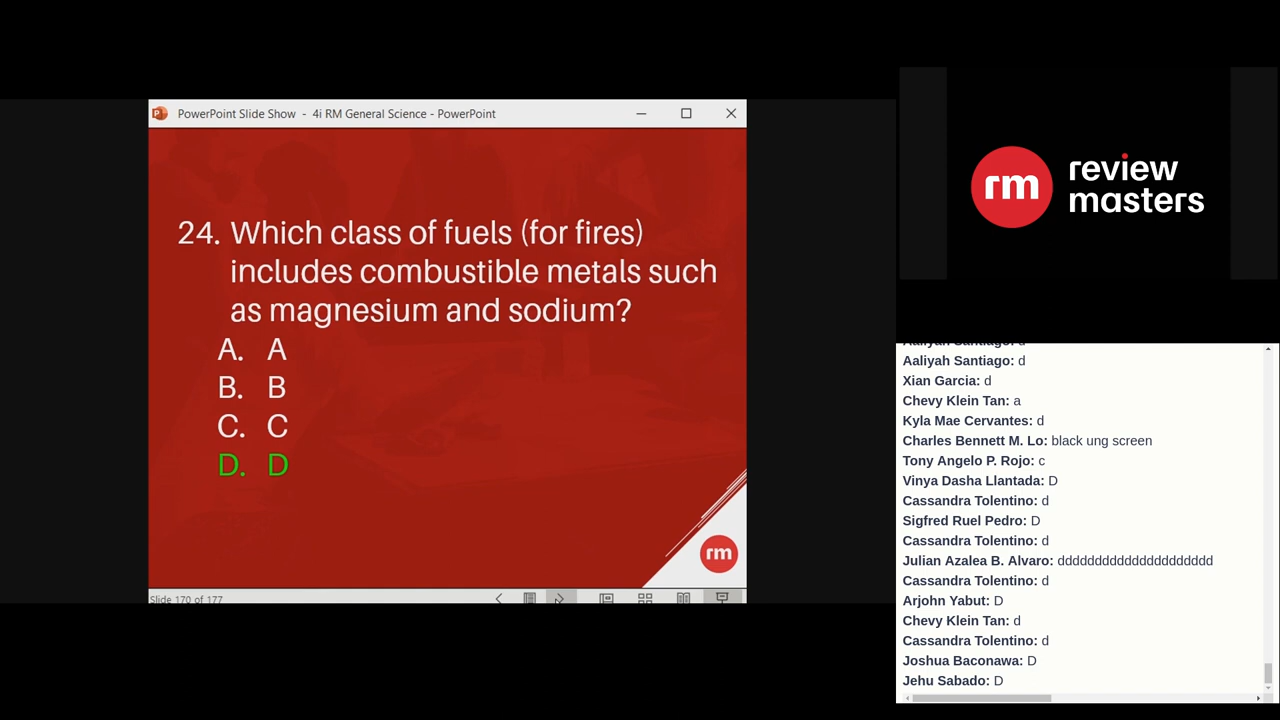 PowerPoint Slide Show - 4i RM General Science - PowerPoint
24. Which class of fuels (for fires)
includes combustible metals such
as magnesium and sodium?
A. A
B. B
C. C
D. D
rm
Slide 170 of 177
rm review
masters
Aaliyah Santiago: d
Aaliyah Santiago: d
Xian Garcia: d
Chevy Klein Tan: a
Kyla Mae Cervantes: d
Charles Bennett M. Lo: black ung screen
Tony Angelo P. Rojo: c
Vinya Dasha Llantada: D
Cassandra Tolentino: d
Sigfred Ruel Pedro: D
Cassandra Tolentino: d
Julian Azalea B. Alvaro: ddddddddddddddddddddd
Cassandra Tolentino: d
Arjohn Yabut: D
Chevy Klein Tan: d
Cassandra Tolentino: d
Joshua Baconawa: D
Jehu Sabado: D